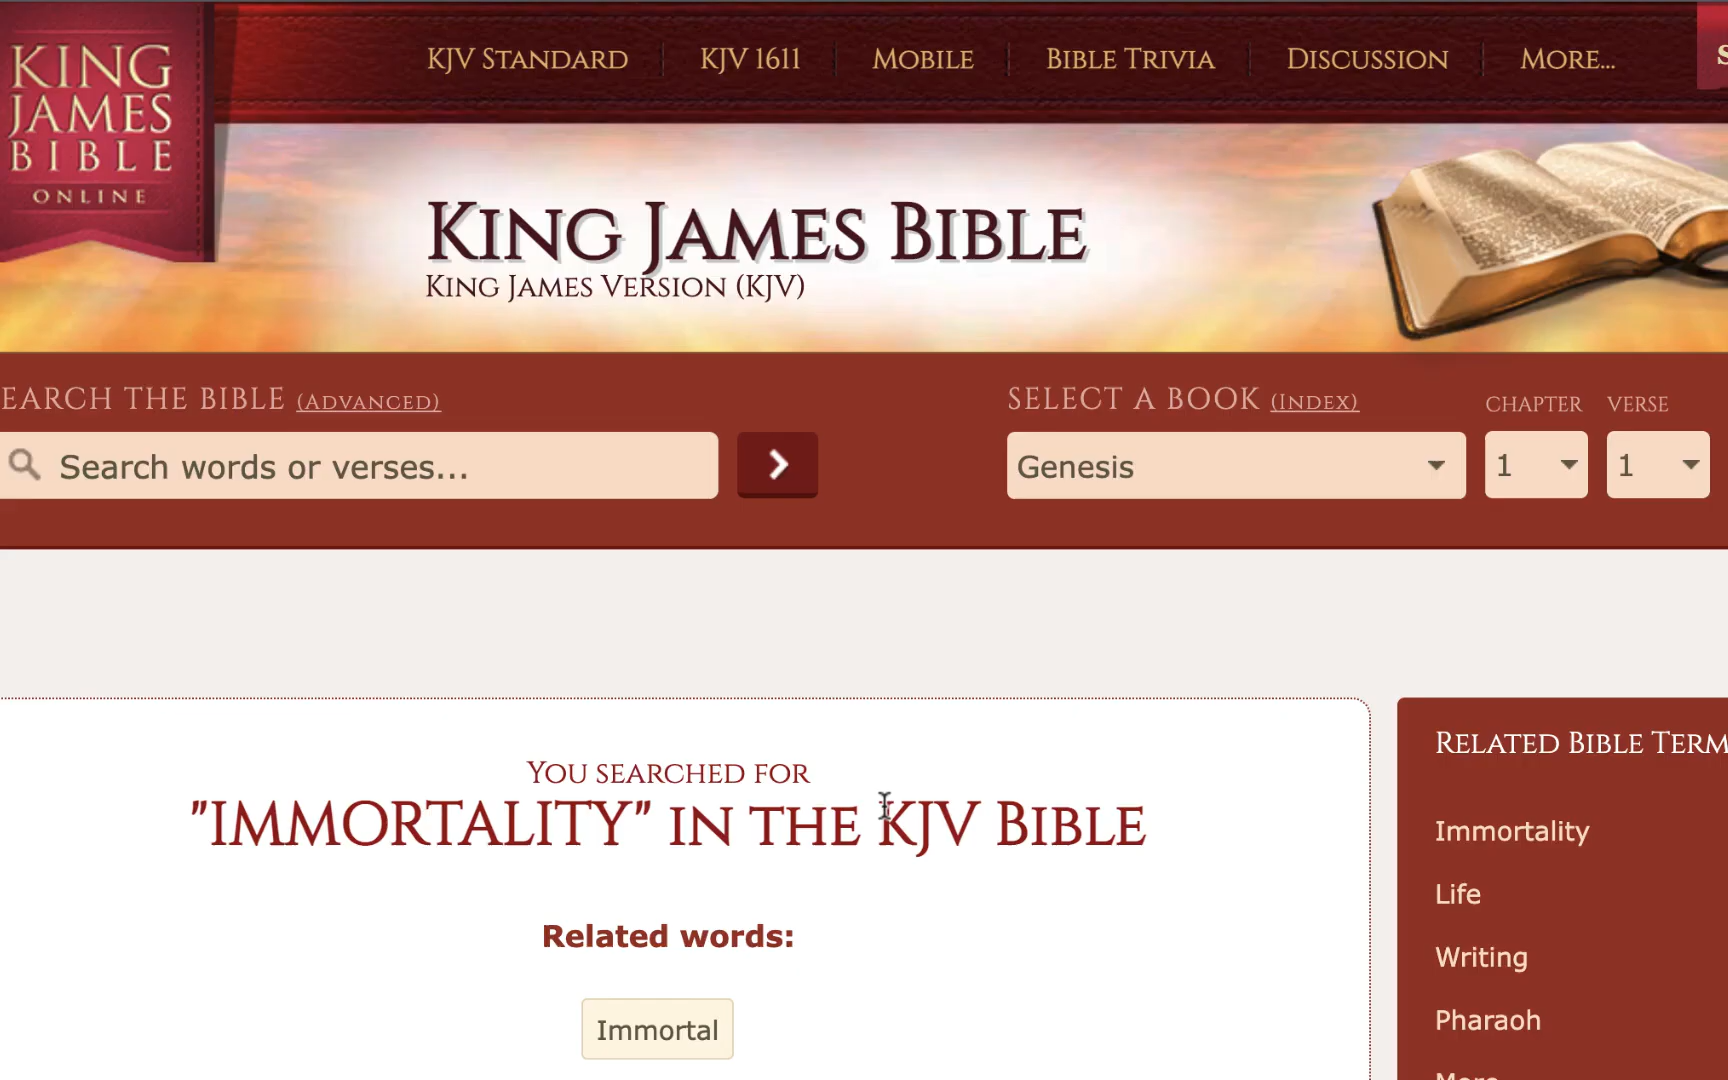 KING
JAMES
BIBLE
ONLINE
KJV STANDARD
KJV 1611
MOBILE
BIBLE TRIVIA
DISCUSSION
MORE...
S
KING JAMES BIBLE
KING JAMES VERSION (KJV)
EARCH THE BIBLE (ADVANCED)
Search words or verses...
SELECT A BOOK (INDEX)
CHAPTER
VERSE
Genesis
1
1
YOU SEARCHED FOR
"IMMORTALITY" IN THE KJV BIBLE
Related words:
Immortal
RELATED BIBLE TERM
Immortality
Life
Writing
Pharaoh